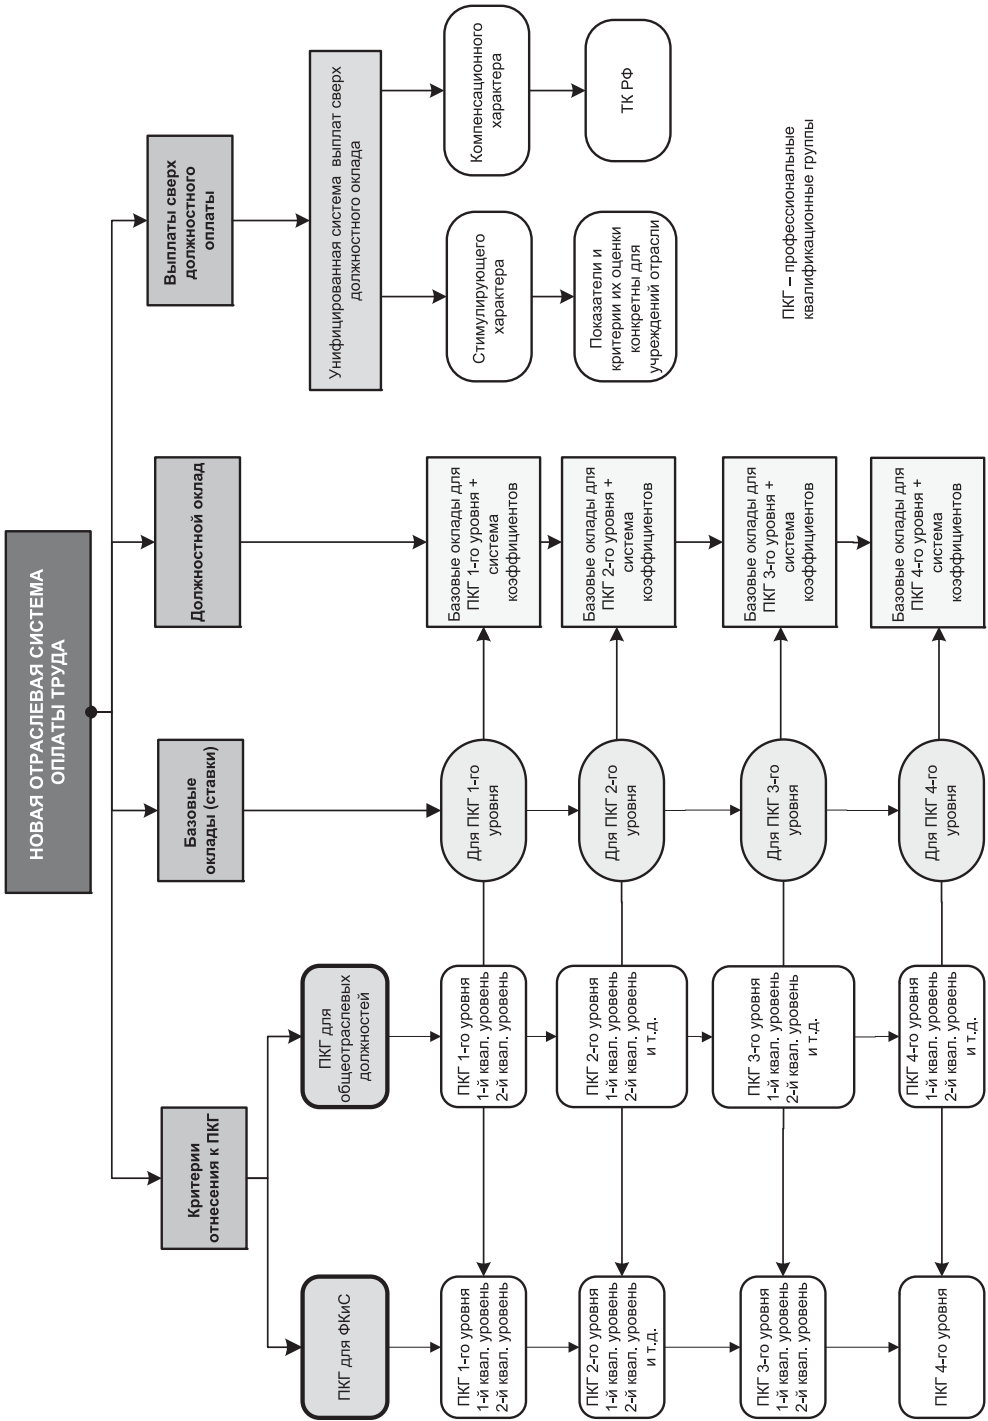 НОВАЯ ОТРАСЛЕВАЯ СИСТЕМА
ОПЛАТЫ ТРУДА
Критерии
отнесения к ПКГ
Базовые
оклады (ставки)
Должностной оклад
Выплаты сверх
должностного
оплаты
ПКГ для ФКиС
ПКГ для
общеотраслевых
должностей
Унифицированная система выплат сверх
должностного оклада
Стимулирующего
характера
Компенсационного
характера
Показатели и
критерии их оценки
конкретны для
учреждений отрасли
ТК РФ
ПКГ 1-го уровня
1-й квал. уровень
2-й квал. уровень
ПКГ 1-го уровня
1-й квал. уровень
2-й квал. уровень
Для ПКГ 1-го
уровня
Базовые оклады для
ПКГ 1-го уровня +
система
коэффициентов
ПКГ 2-го уровня
1-й квал. уровень
2-й квал. уровень
и т.д.
ПКГ 2-го уровня
1-й квал. уровень
2-й квал. уровень
и т.д.
Для ПКГ 2-го
уровня
Базовые оклады для
ПКГ 2-го уровня +
система
коэффициентов
ПКГ 3-го уровня
1-й квал. уровень
2-й квал. уровень
ПКГ 3-го уровня
1-й квал. уровень
2-й квал. уровень
и т.д.
Для ПКГ 3-го
уровня
Базовые оклады для
ПКГ 3-го уровня +
система
коэффициентов
ПКГ 4-го уровня
ПКГ 4-го уровня
1-й квал. уровень
2-й квал. уровень
и т.д.
Для ПКГ 4-го
уровня
Базовые оклады для
ПКГ 4-го уровня +
система
коэффициентов
ПКГ – профессиональные
квалификационные группы